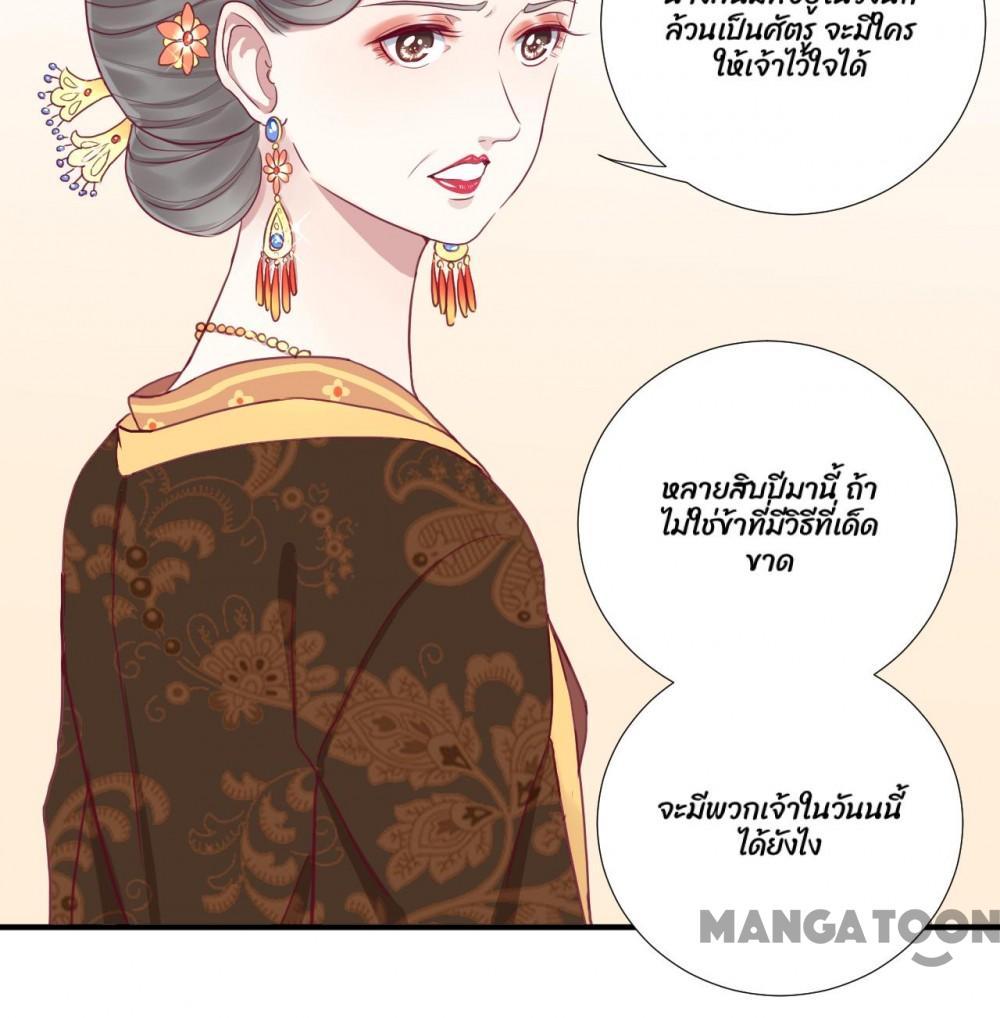 ล้วนเป็นศัตรู จะมีใคร
ให้เจ้าไว้ใจได้
หลายสิบปีมานี้ ถ้า
ไม่ใช่ข้าที่มีวิธีที่เด็ด
ขาด
จะมีพวกเจ้าในวันนนี้
ได้ยังไง
MANGATOON